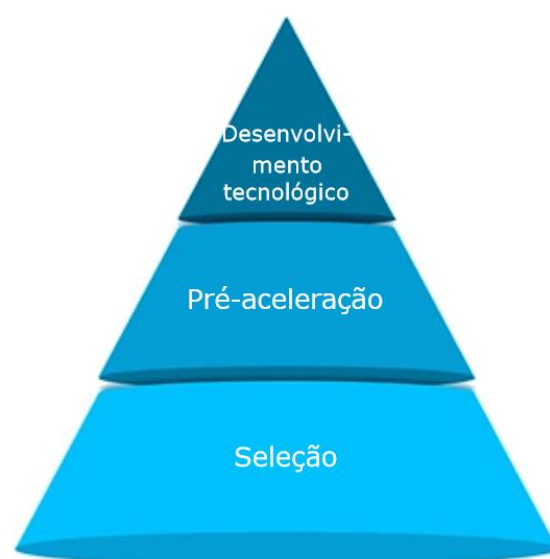 Desenvolvi-
mento
tecnológico
Pré-aceleração
Seleção